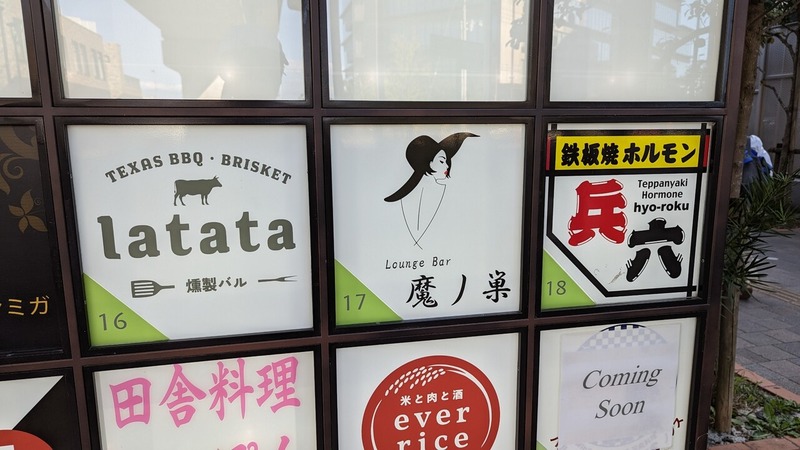 TEXAS BBQ・BRISKET
latata
燻製バル
16
Lounge Bar
魔ノ巣
17
鉄板焼ホルモン
Teppanyaki
Hormone
hyo-roku
兵六
18
ミガ
田舎料理
米と肉と酒
ever
rice
Coming
Soon